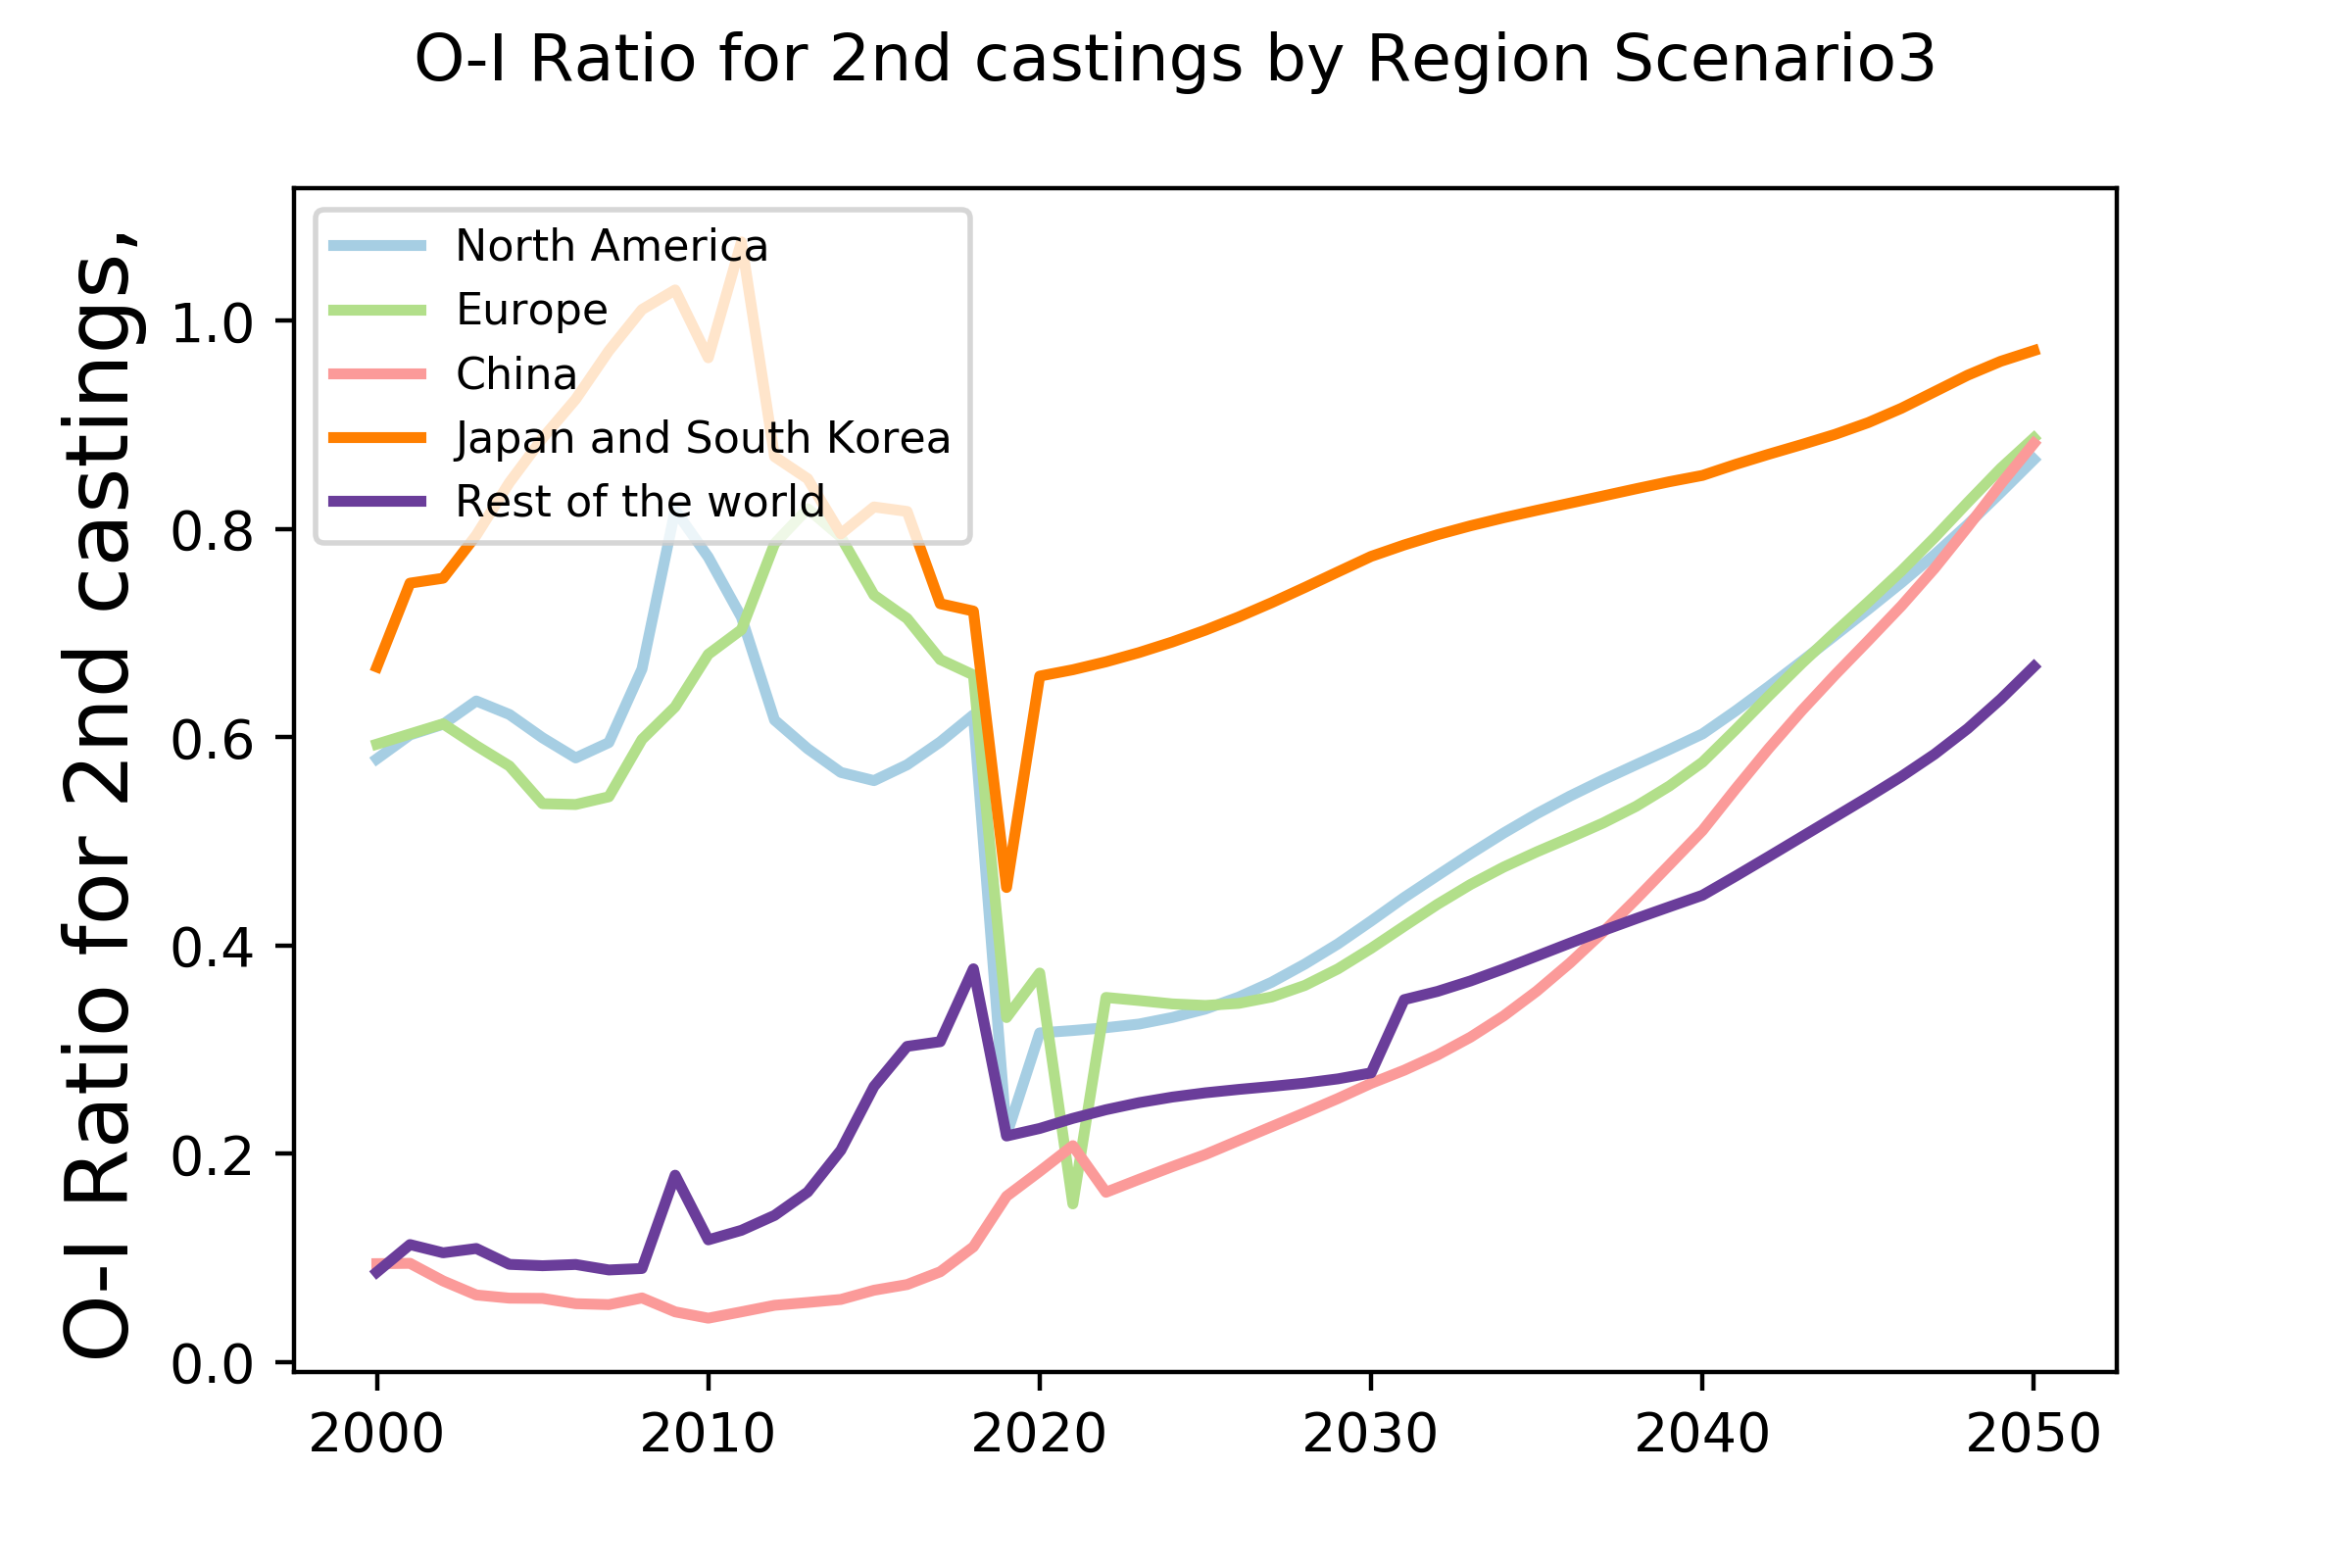 O-I Ratio for 2nd castings by Region Scenario3
O-I Ratio for 2nd castings,
North America
Europe
China
Japan and South Korea
Rest of the world
1.0
0.8
0.6
0.4
0.2
0.0
2000 2010 2020 2030 2040 2050